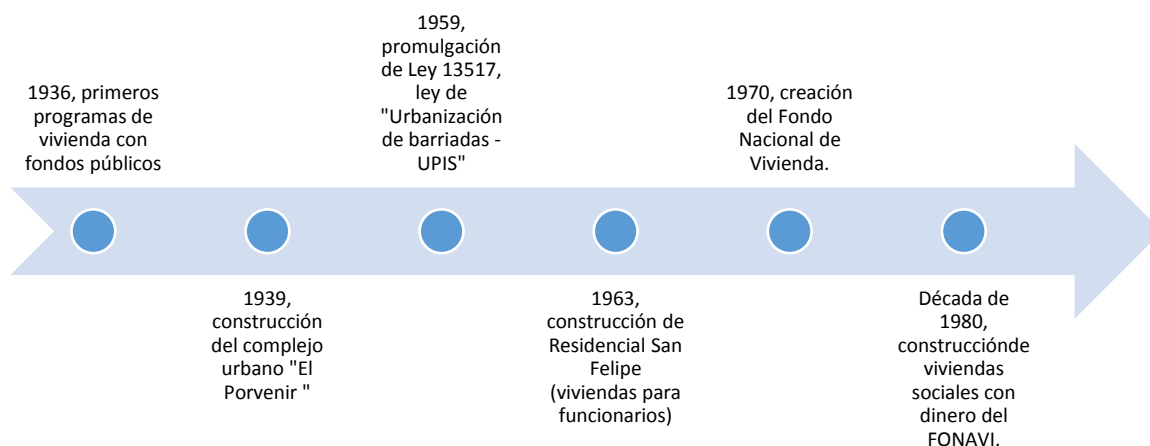 1936, primeros
programas de
vivienda con
fondos públicos
1939,
construcción
del complejo
urbano "El
Porvenir "
1959,
promulgación
de Ley 13517,
ley de
"Urbanización
de barriadas -
UPIS"
1963,
construcción de
Residencial San
Felipe
(viviendas para
funcionarios)
1970, creación
del Fondo
Nacional de
Vivienda.
Década de
1980,
construcciónde
viviendas
sociales con
dinero del
FONAVI.